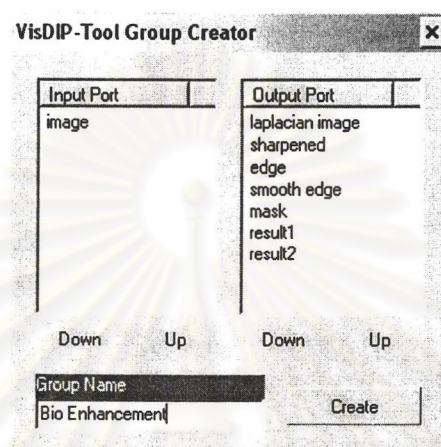 VisDIP-Tool Group Creator
Input Port
image
Output Port
laplacian image
sharpened
edge
smooth edge
mask
result1
result2
Down Up
Down Up
Group Name
Bio Enhancement
Create